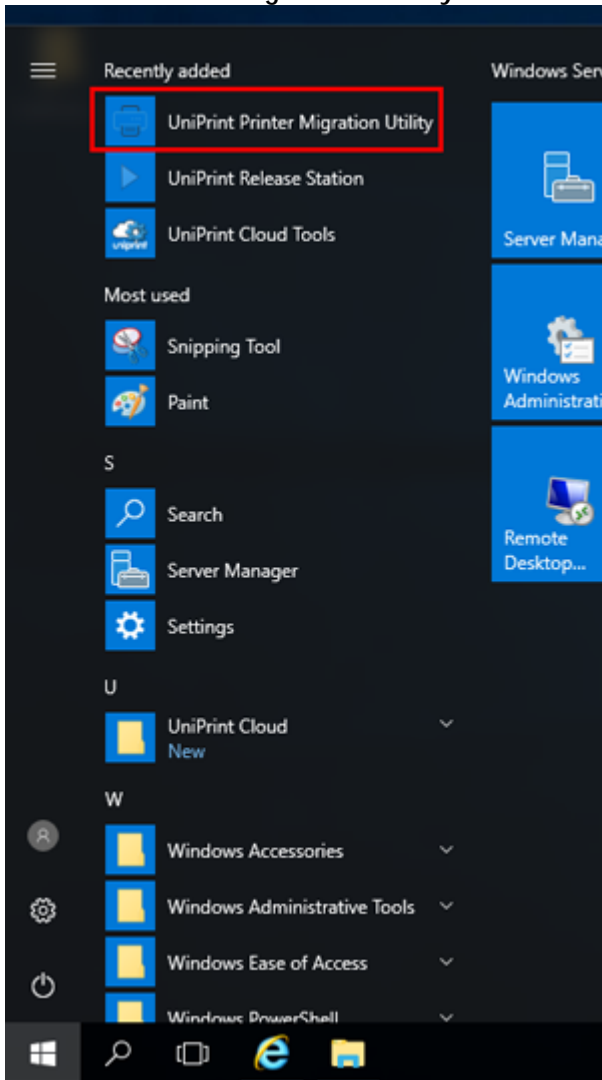 Recently added
Windows Serv
UniPrint Printer Migration Utility
UniPrint Release Station
uniprint
UniPrint Cloud Tools
Server Mana
Most used
Snipping Tool
Windows
Administrati
Paint
S
Search
Remote
Desktop...
Server Manager
Settings
U
UniPrint Cloud
New
W
Windows Accessories
Windows Administrative Tools
Windows Ease of Access
Windows PowerShell